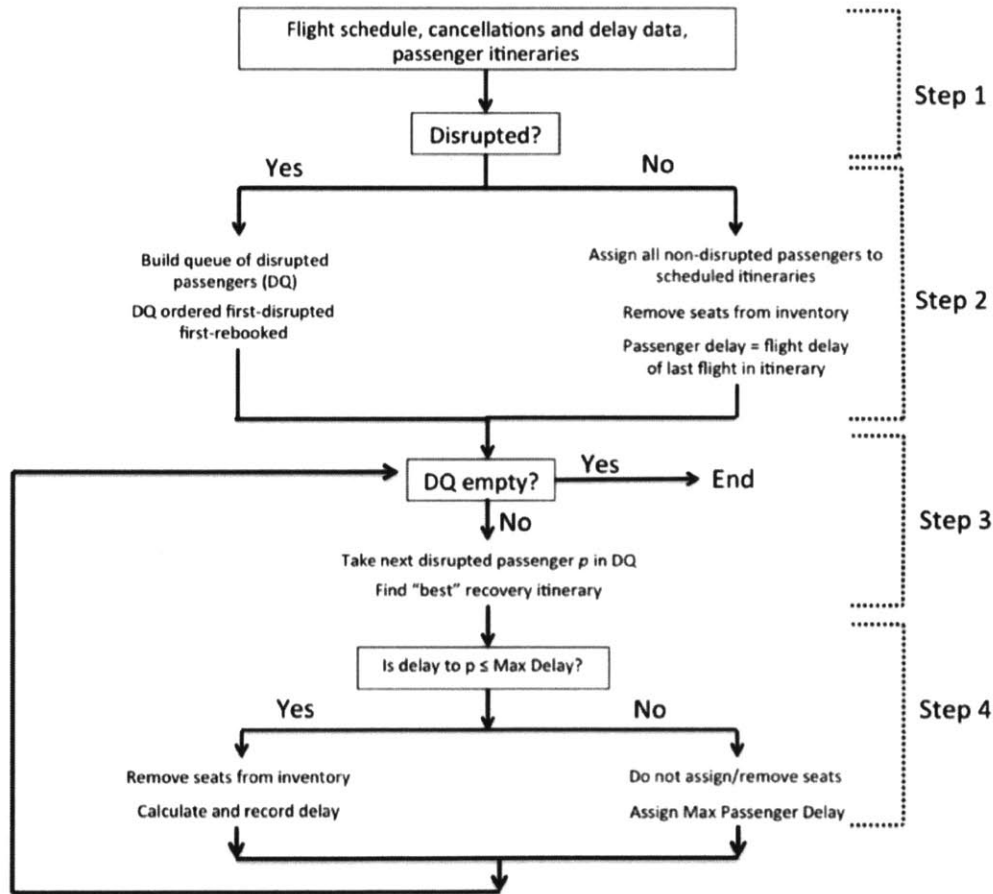 Flight schedule, cancellations and delay data,
passenger itineraries
Step 1
Disrupted?
Yes
No
Build queue of disrupted
passengers (DQ)
DQ ordered first-disrupted
first-rebooked
Assign all non-disrupted passengers to
scheduled itineraries
Remove seats from inventory
Passenger delay = flight delay
of last flight in itinerary
Step 2
DQ empty?
Yes
End
No
Step 3
Take next disrupted passenger p in DQ
Find "best" recovery itinerary
Is delay to p ≤ Max Delay?
Yes
No
Step 4
Remove seats from inventory
Calculate and record delay
Do not assign/remove seats
Assign Max Passenger Delay